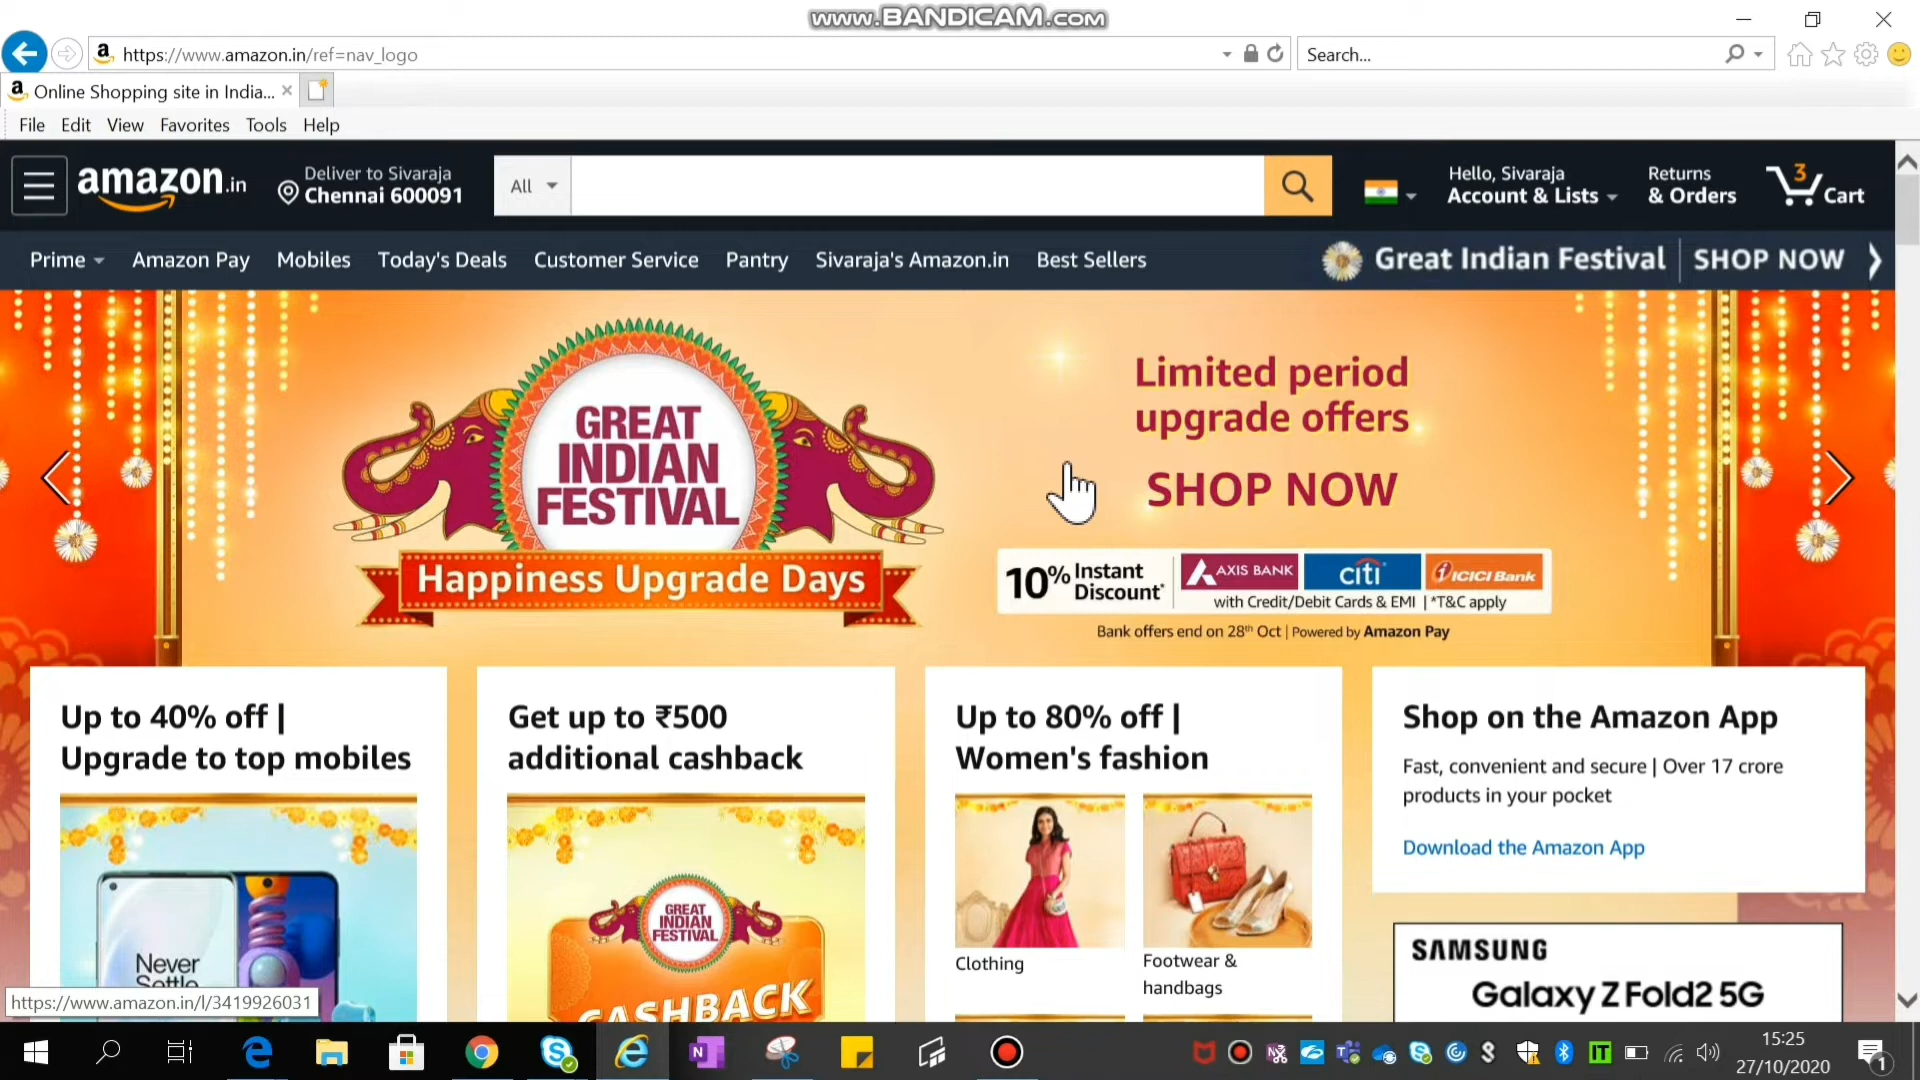 www.BANDICAM.com
https://www.amazon.in/ref=nav_logo
Search...
Online Shopping site in India...
File Edit View Favorites Tools Help
amazon.in
Deliver to Sivaraja
Chennai 600091
All
Hello, Sivaraja
Account & Lists
Returns
& Orders
3
Cart
Prime Amazon Pay Mobiles Today's Deals Customer Service Pantry Sivaraja's Amazon.in Best Sellers
Great Indian Festival SHOP NOW
GREAT
INDIAN
FESTIVAL
Happiness Upgrade Days
Limited period
upgrade offers
SHOP NOW
10% Instant
Discount*
AXIS BANK
citi
ICICI Bank
with Credit/Debit Cards & EMI | *T&C apply
Bank offers end on 28th Oct | Powered by Amazon Pay
Up to 40% off |
Upgrade to top mobiles
Never
Settle
Get up to ₹500
additional cashback
GREAT
INDIAN
FESTIVAL
CASHBACK
Up to 80% off |
Women's fashion
Clothing
Footwear &
handbags
Shop on the Amazon App
Fast, convenient and secure | Over 17 crore
products in your pocket
Download the Amazon App
SAMSUNG
Galaxy Z Fold2 5G
https://www.amazon.in/l/3419926031
15:25
27/10/2020
1